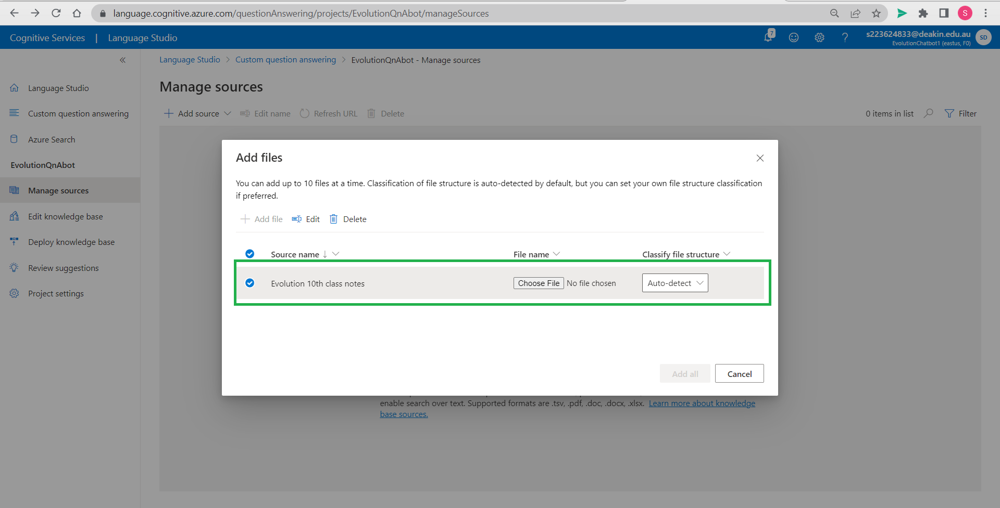 language.cognitive.azure.com/questionAnswering/projects/EvolutionQnAbot/manageSources
S
Cognitive Services | Language Studio
7
s223624833@deakin.edu.au
EvolutionChatbot1 (eastus, F0)
SD
Language Studio > Custom question answering > EvolutionQnAbot - Manage sources
Manage sources
Add source Edit name Refresh URL Delete
0 items in list Filter
Language Studio
Custom question answering
Azure Search
EvolutionQnAbot
Manage sources
Edit knowledge base
Deploy knowledge base
Review suggestions
Project settings
Add files
You can add up to 10 files at a time. Classification of file structure is auto-detected by default, but you can set your own file structure classification
if preferred.
Add file Edit Delete
Source name File name Classify file structure
Evolution 10th class notes Choose File No file chosen Auto-detect
Add all Cancel
enable search over text. Supported formats are .tsv, .pdf, .doc, .docx, .xlsx. Learn more about knowledge
base sources.